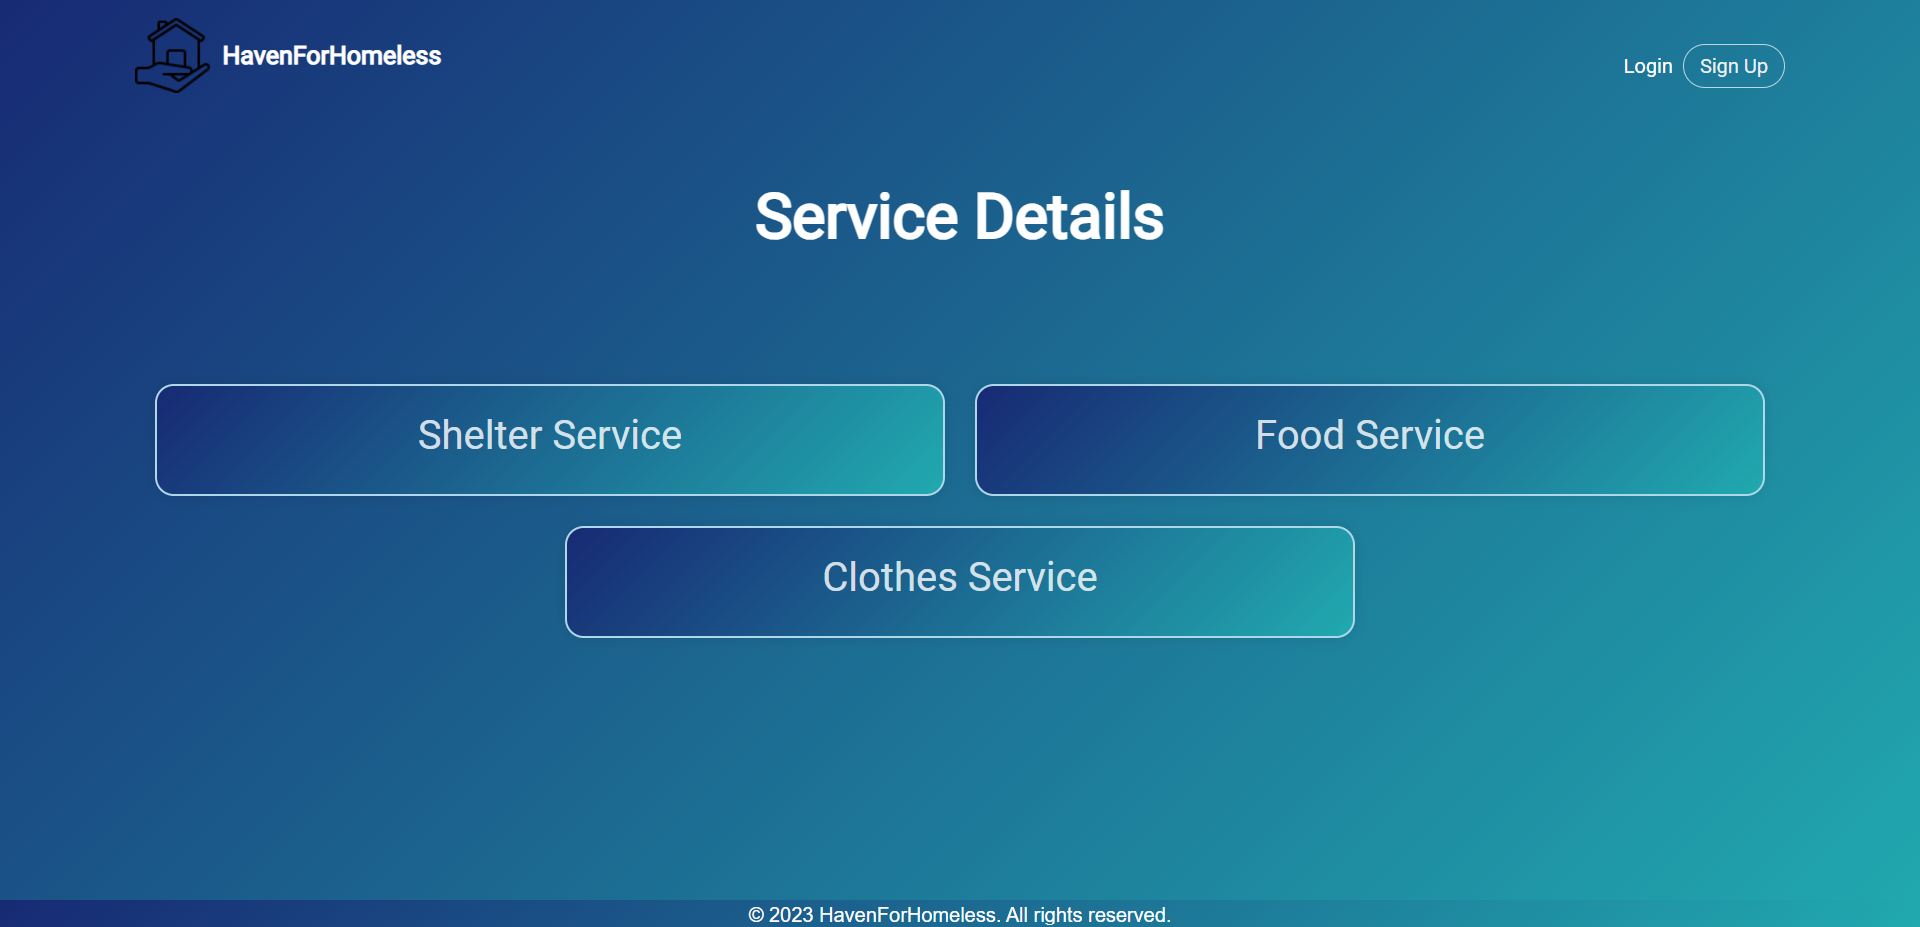 HavenForHomeless
Login Sign Up
Service Details
Shelter Service
Food Service
Clothes Service
© 2023 HavenForHomeless. All rights reserved.